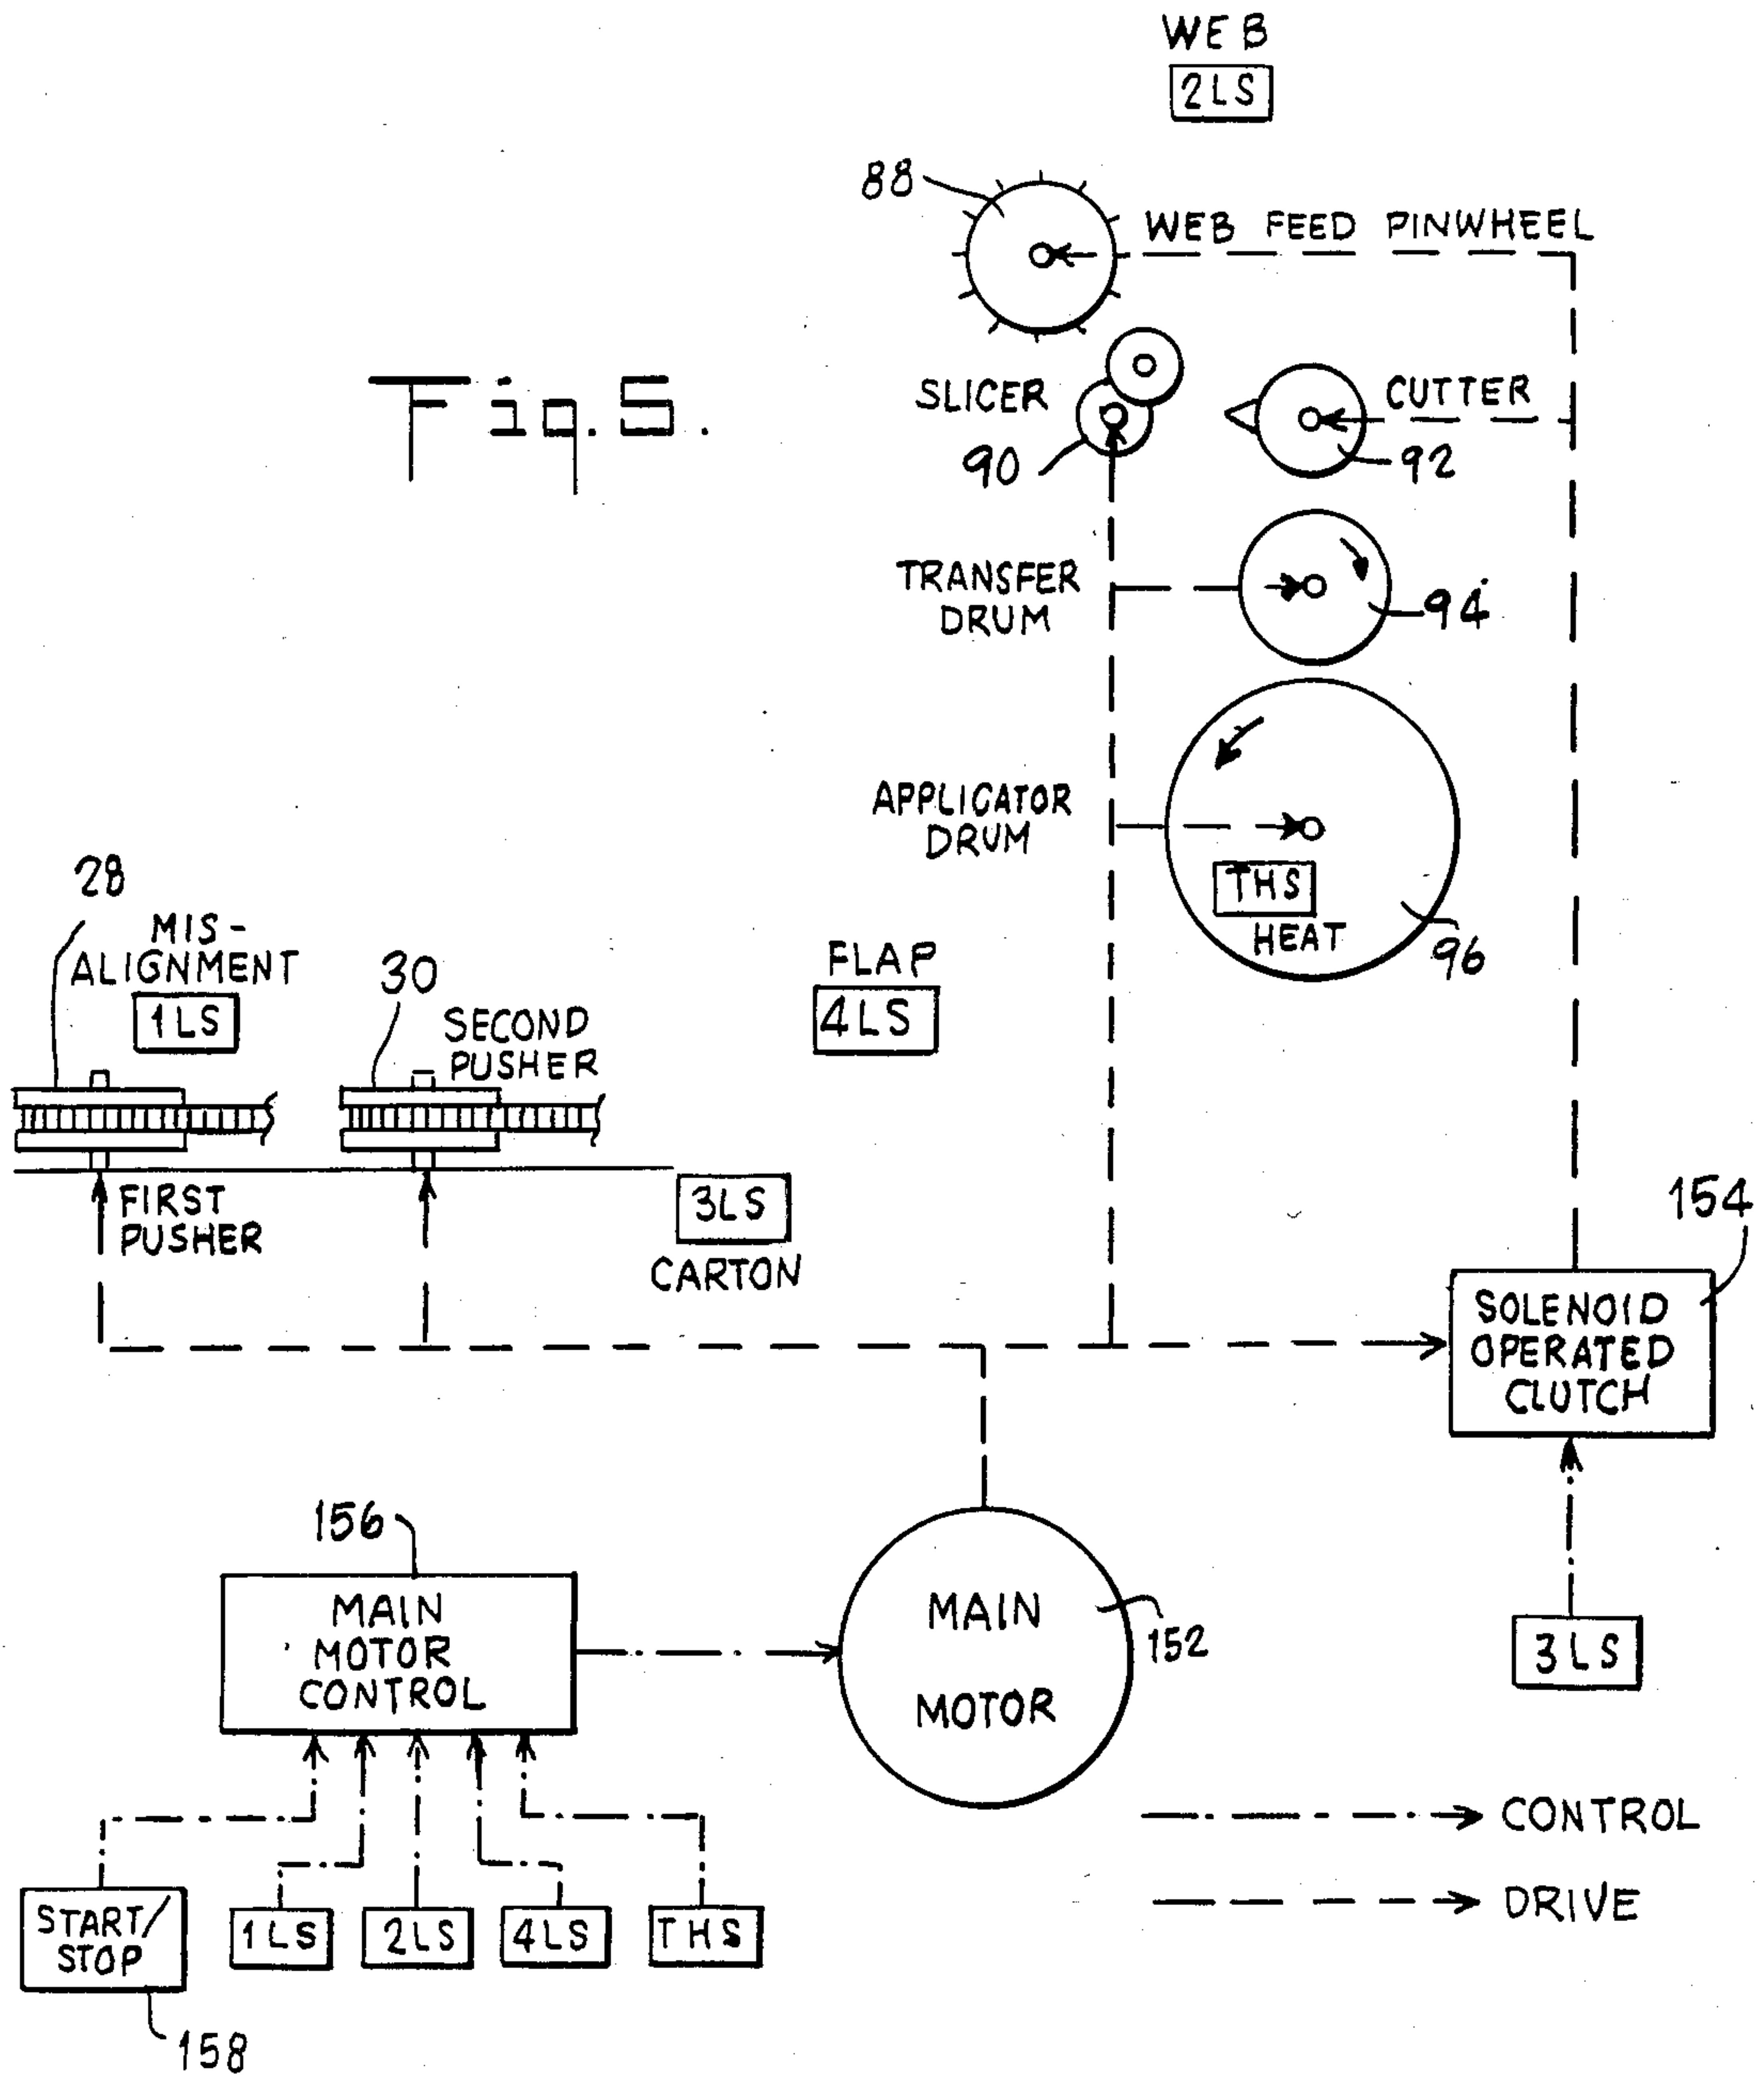 WEB
2LS
88
WEB FEED PINWHEEL
Fig. 5.
SLICER
CUTTER
90
92
TRANSFER
DRUM
94
APPLICATOR
DRUM
THS
HEAT
96
28
MIS-
ALIGNMENT
1LS
30
SECOND
PUSHER
FLAP
4LS
FIRST
PUSHER
3LS
CARTON
154
SOLENOID
OPERATED
CLUTCH
156
MAIN
MOTOR
CONTROL
MAIN
MOTOR
152
3LS
CONTROL
DRIVE
START/
STOP
1LS
2LS
4LS
THS
158